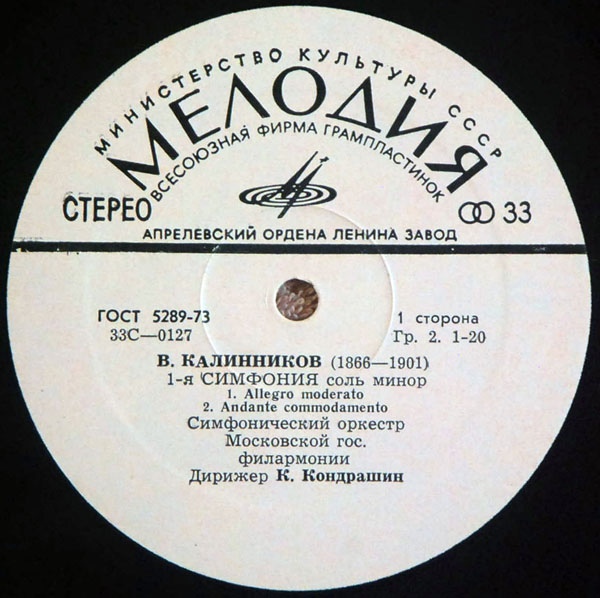 МИНИСТЕРСТВО КУЛЬТУРЫ СССР
МЕЛОДИЯ
ВСЕСОЮЗНАЯ ФИРМА ГРАМПЛАСТИНОК
СТЕРЕО
33
АПРЕЛЕВСКИЙ ОРДЕНА ЛЕНИНА ЗАВОД
ГОСТ 5289-73
33С—0127
1 сторона
Гр. 2. 1-20
В. КАЛИННИКОВ (1866—1901)
1-я СИМФОНИЯ соль минор
1. Allegro moderato
2. Andante commodamento
Симфонический оркестр
Московской гос.
филармонии
Дирижер К. Кондрашин